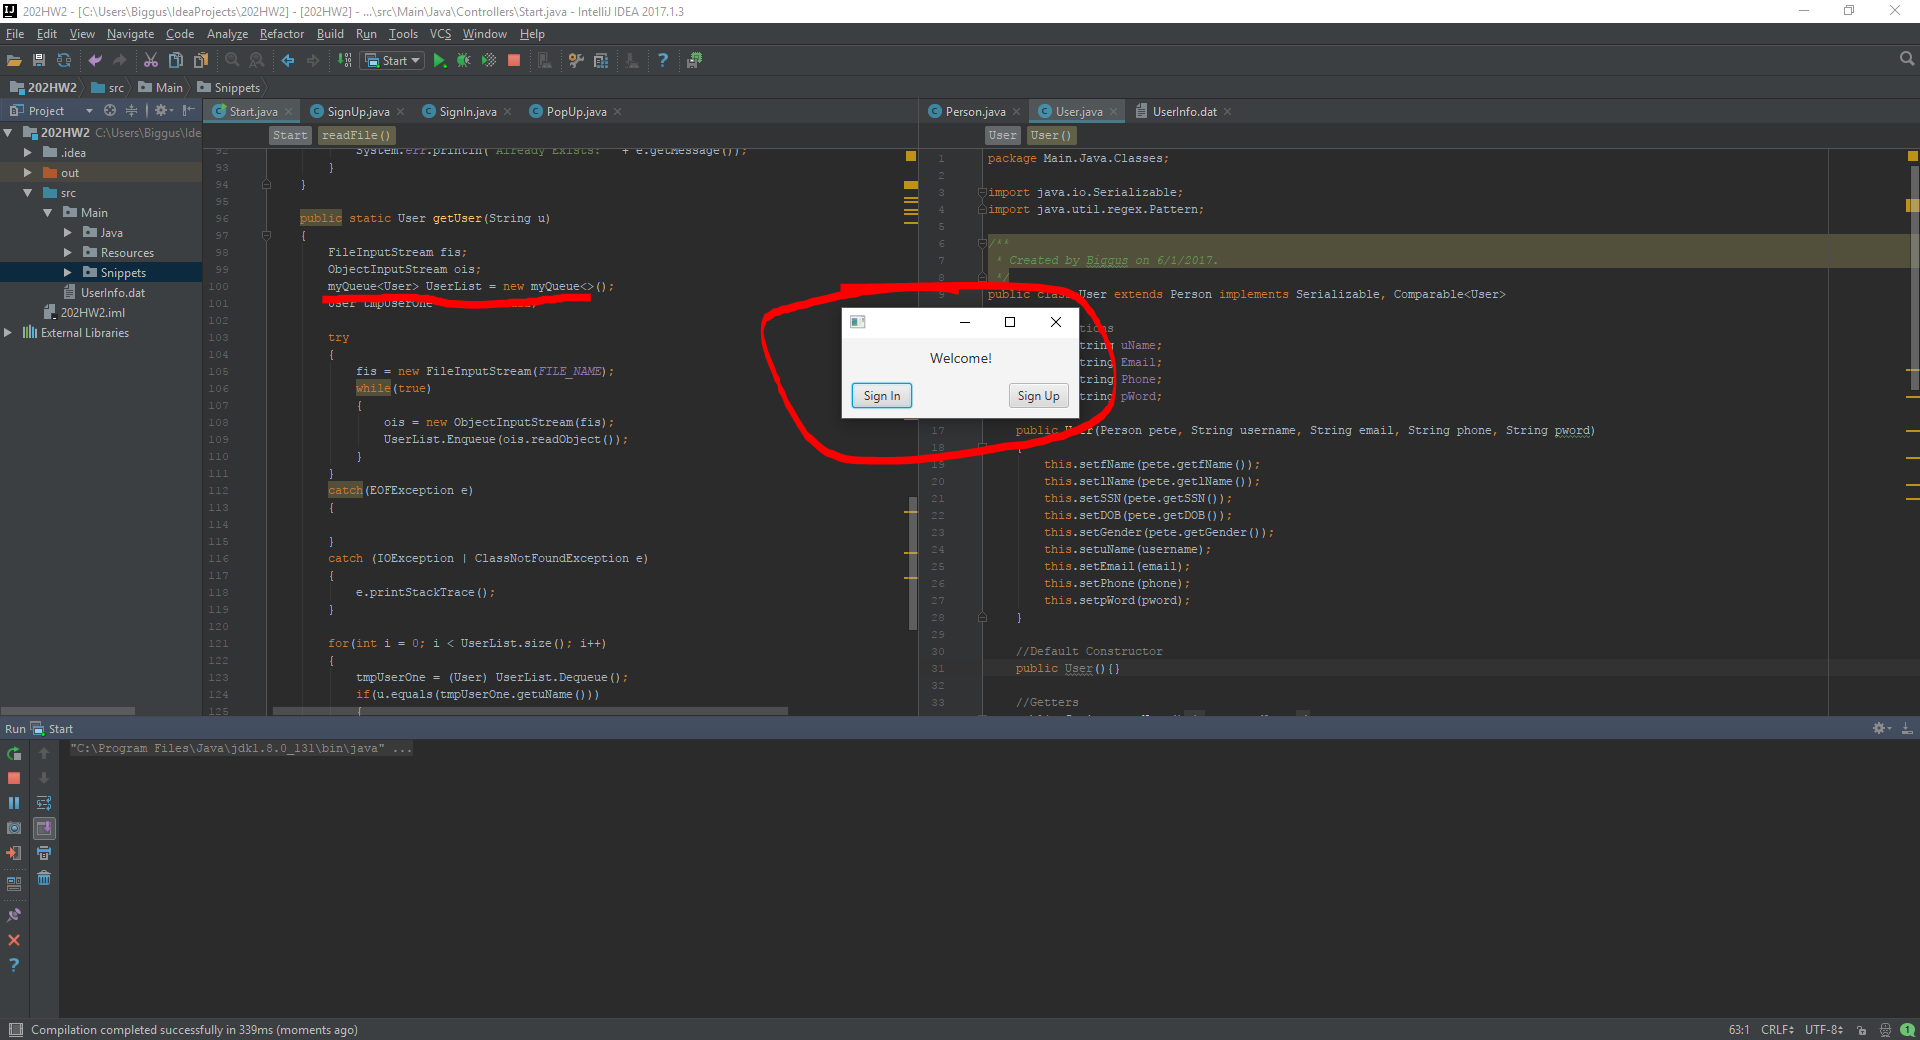 202HW2 - [C:\Users\Biggus\IdeaProjects\202HW2] - [202HW2] - ...\src\Main\Java\Controllers\Start.java - IntelliJ IDEA 2017.1.3
File Edit View Navigate Code Analyze Refactor Build Run Tools VCS Window Help
Start
202HW2 src Main Snippets
Project
Start.java SignUp.java SignIn.java PopUp.java
Person.java User.java UserInfo.dat
Start readFile()
User User()
202HW2 C:\Users\Biggus\Ide
.idea
out
src
Main
Java
Resources
Snippets
UserInfo.dat
202HW2.iml
External Libraries
92 System.err.println("Already Exists: " + e.getMessage());
93 }
94 }
95
96 public static User getUser(String u)
97 {
98 FileInputStream fis;
99 ObjectInputStream ois;
100 myQueue<User> UserList = new myQueue<>();
101 User tmpUserOne
102
103 try
104 {
105 fis = new FileInputStream(FILE_NAME);
106 while(true)
107 {
108 ois = new ObjectInputStream(fis);
109 UserList.Enqueue(ois.readObject());
110 }
111 }
112 catch(EOFException e)
113 {
114
115 }
116 catch (IOException | ClassNotFoundException e)
117 {
118 e.printStackTrace();
119 }
120
121 for(int i = 0; i < UserList.size(); i++)
122 {
123 tmpUserOne = (User) UserList.Dequeue();
124 if(u.equals(tmpUserOne.getuName()))
125 {
1 package Main.Java.Classes;
2
3 import java.io.Serializable;
4 import java.util.regex.Pattern;
5
6 /**
7 * Created by Biggus on 6/1/2017.
8 */
9 public class User extends Person implements Serializable, Comparable<User>
tions
tring uName;
tring Email;
tring Phone;
tring pWord;
17 public User(Person pete, String username, String email, String phone, String pword)
18 {
19 this.setfName(pete.getfName());
20 this.setlName(pete.getlName());
21 this.setSSN(pete.getSSN());
22 this.setDOB(pete.getDOB());
23 this.setGender(pete.getGender());
24 this.setuName(username);
25 this.setEmail(email);
26 this.setPhone(phone);
27 this.setpWord(pword);
28 }
29
30 //Default Constructor
31 public User(){}
32
33 //Getters
Welcome!
Sign In Sign Up
Run Start
"C:\Program Files\Java\jdk1.8.0_131\bin\java" ...
Compilation completed successfully in 339ms (moments ago)
63:1 CRLF UTF-8 1